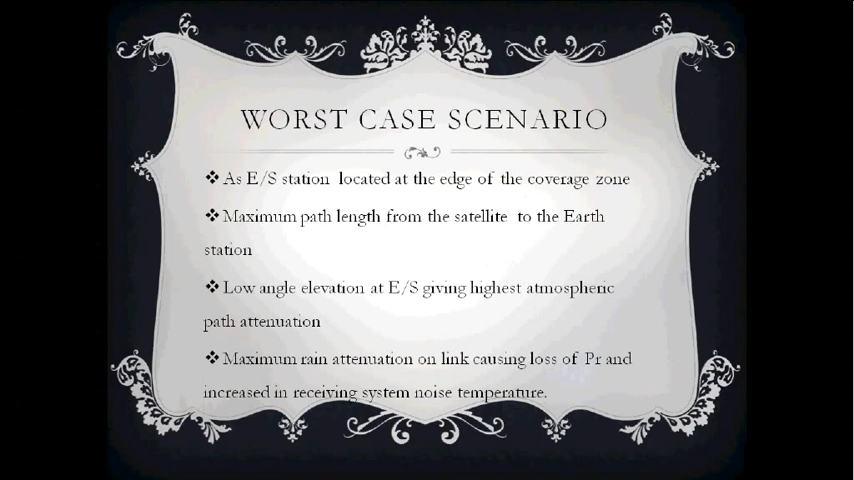 WORST CASE SCENARIO
❖As E/S station located at the edge of the coverage zone
❖Maximum path length from the satellite to the Earth
station
❖Low angle elevation at E/S giving highest atmospheric
path attenuation
❖Maximum rain attenuation on link causing loss of Pr and
increased in receiving system noise temperature.